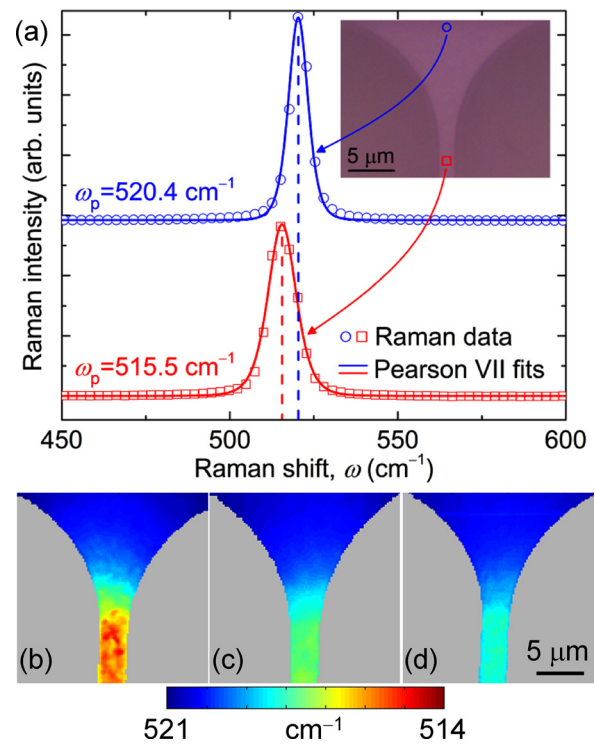 (a)
Raman intensity (arb. units)
ωp=520.4 cm⁻¹
ωp=515.5 cm⁻¹
5 μm
Raman data
Pearson VII fits
450 500 550 600
Raman shift, ω (cm⁻¹)
(b) (c) (d)
5 μm
521 cm⁻¹ 514